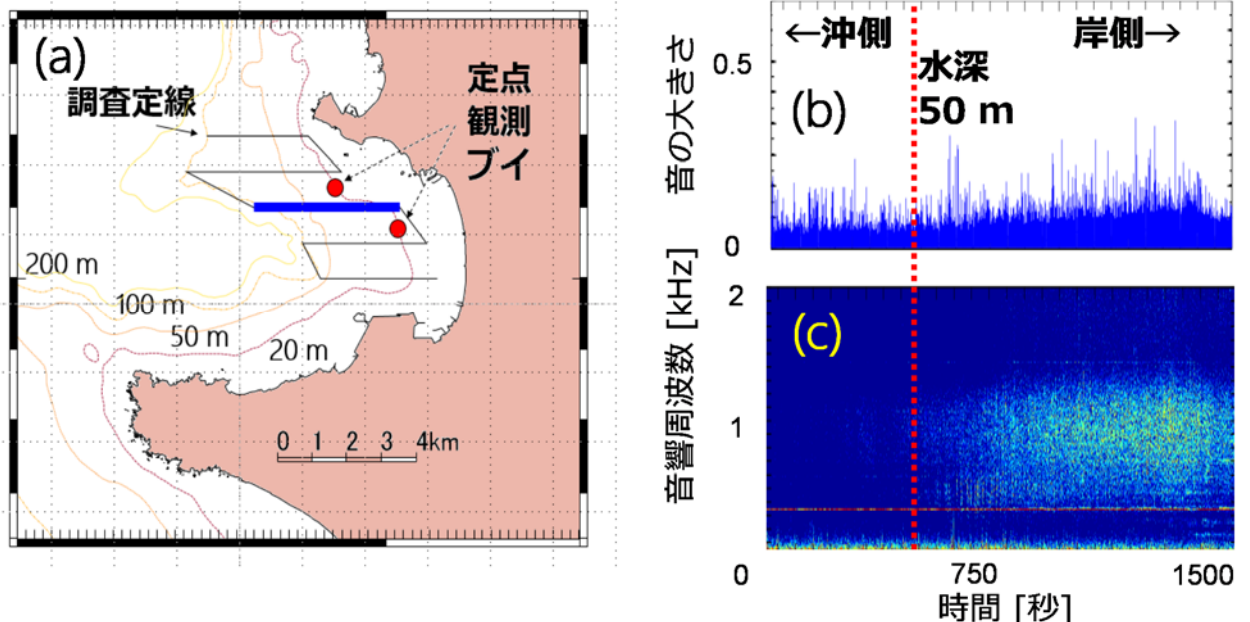 (a)
調査定線
定点
観測
ブイ
200 m
100 m
50 m
20 m
0 1 2 3 4km
音の大きさ
0.5
0
←沖側
岸側→
水深
50 m
(b)
音響周波数 [kHz]
2
1
0
(c)
750
1500
時間 [秒]